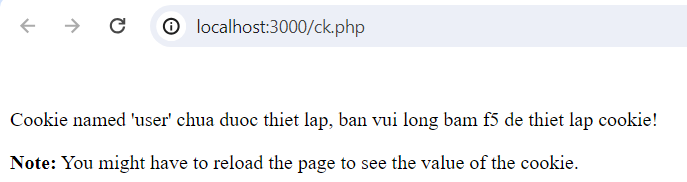 localhost:3000/ck.php
Cookie named 'user' chua duoc thiet lap, ban vui long bam f5 de thiet lap cookie!
Note: You might have to reload the page to see the value of the cookie.